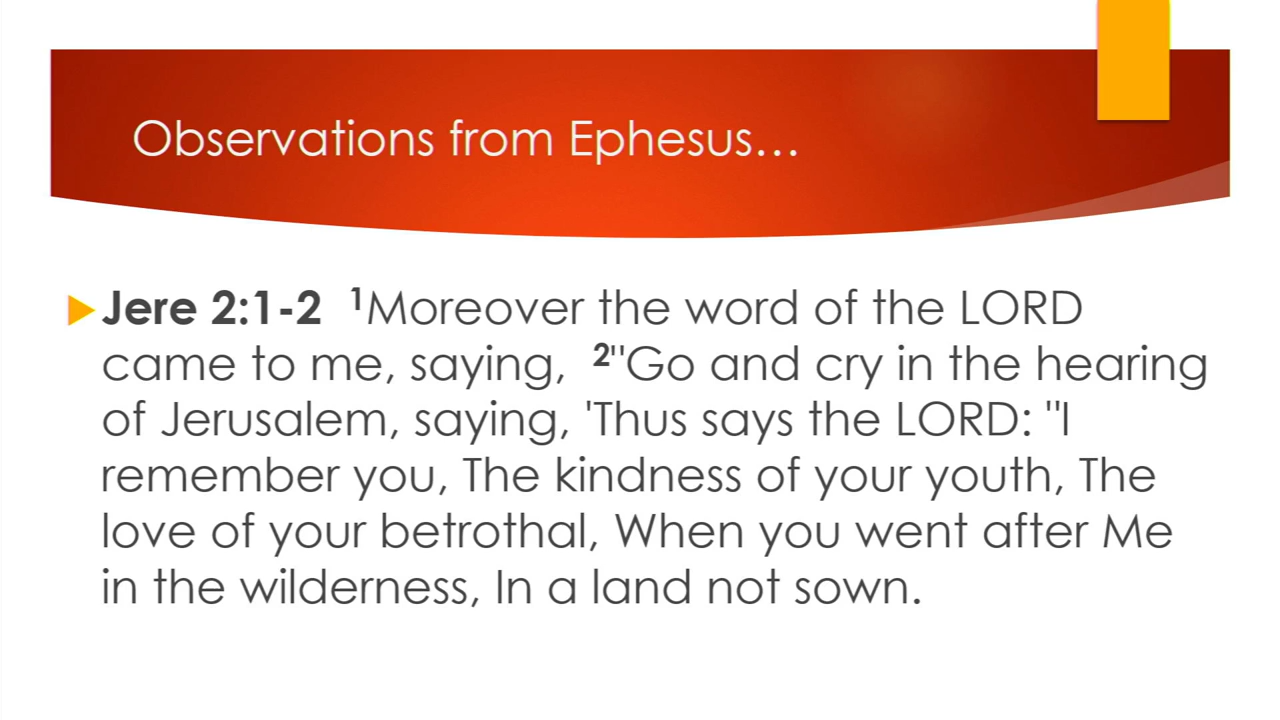 Observations from Ephesus…
Jere 2:1-2 ¹Moreover the word of the LORD
came to me, saying, ²"Go and cry in the hearing
of Jerusalem, saying, 'Thus says the LORD: "I
remember you, The kindness of your youth, The
love of your betrothal, When you went after Me
in the wilderness, In a land not sown.